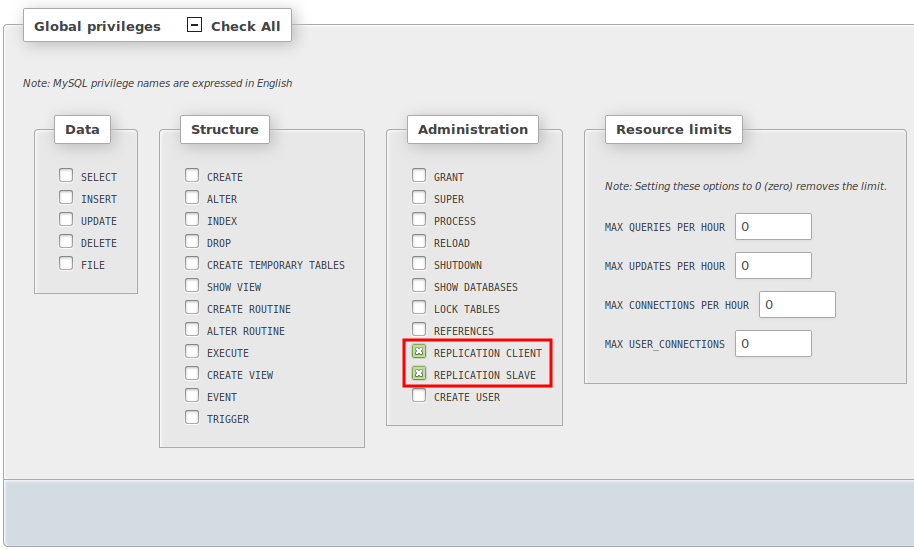 Global privileges Check All
Note: MySQL privilege names are expressed in English
Data
SELECT
INSERT
UPDATE
DELETE
FILE
Structure
CREATE
ALTER
INDEX
DROP
CREATE TEMPORARY TABLES
SHOW VIEW
CREATE ROUTINE
ALTER ROUTINE
EXECUTE
CREATE VIEW
EVENT
TRIGGER
Administration
GRANT
SUPER
PROCESS
RELOAD
SHUTDOWN
SHOW DATABASES
LOCK TABLES
REFERENCES
REPLICATION CLIENT
REPLICATION SLAVE
CREATE USER
Resource limits
Note: Setting these options to 0 (zero) removes the limit.
MAX QUERIES PER HOUR 0
MAX UPDATES PER HOUR 0
MAX CONNECTIONS PER HOUR 0
MAX USER_CONNECTIONS 0